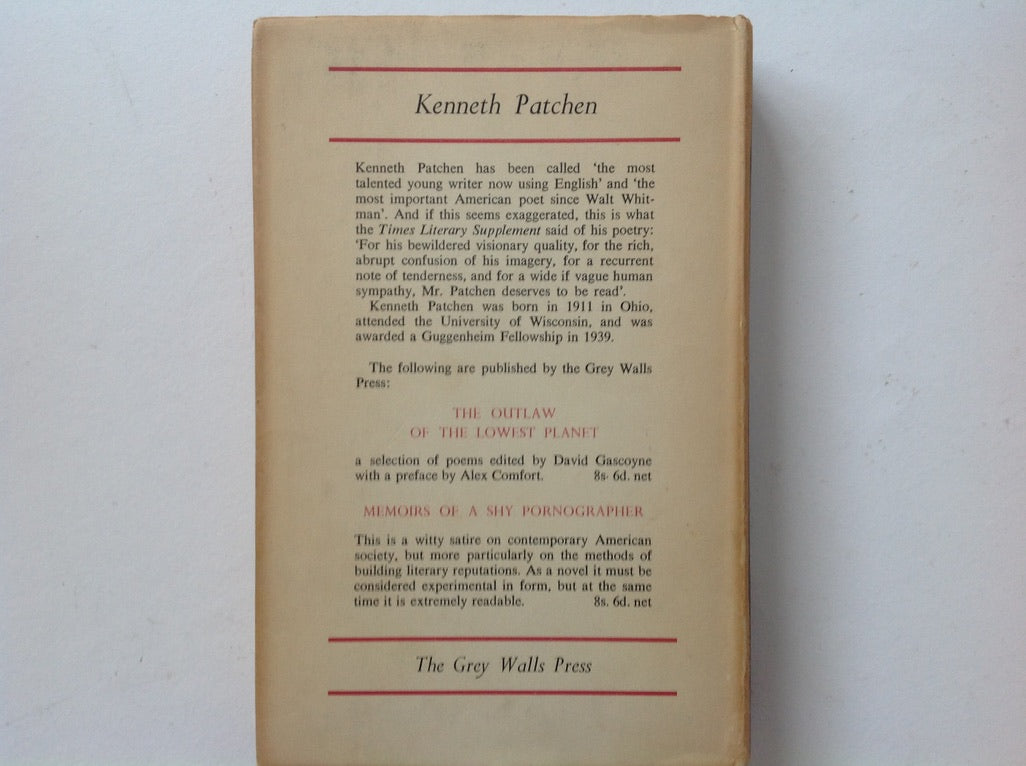 Kenneth Patchen
Kenneth Patchen has been called ‘the most
talented young writer now using English’ and ‘the
most important American poet since Walt Whit-
man’. And if this seems exaggerated, this is what
the Times Literary Supplement said of his poetry:
‘For his bewildered visionary quality, for the rich,
abrupt confusion of his imagery, for a recurrent
note of tenderness, and for a wide if vague human
sympathy, Mr. Patchen deserves to be read’.
Kenneth Patchen was born in 1911 in Ohio,
attended the University of Wisconsin, and was
awarded a Guggenheim Fellowship in 1939.
The following are published by the Grey Walls
Press:
THE OUTLAW
OF THE LOWEST PLANET
a selection of poems edited by David Gascoyne
with a preface by Alex Comfort. 8s. 6d. net
MEMOIRS OF A SHY PORNOGRAPHER
This is a witty satire on contemporary American
society, but more particularly on the methods of
building literary reputations. As a novel it must be
considered experimental in form, but at the same
time it is extremely readable. 8s. 6d. net
The Grey Walls Press